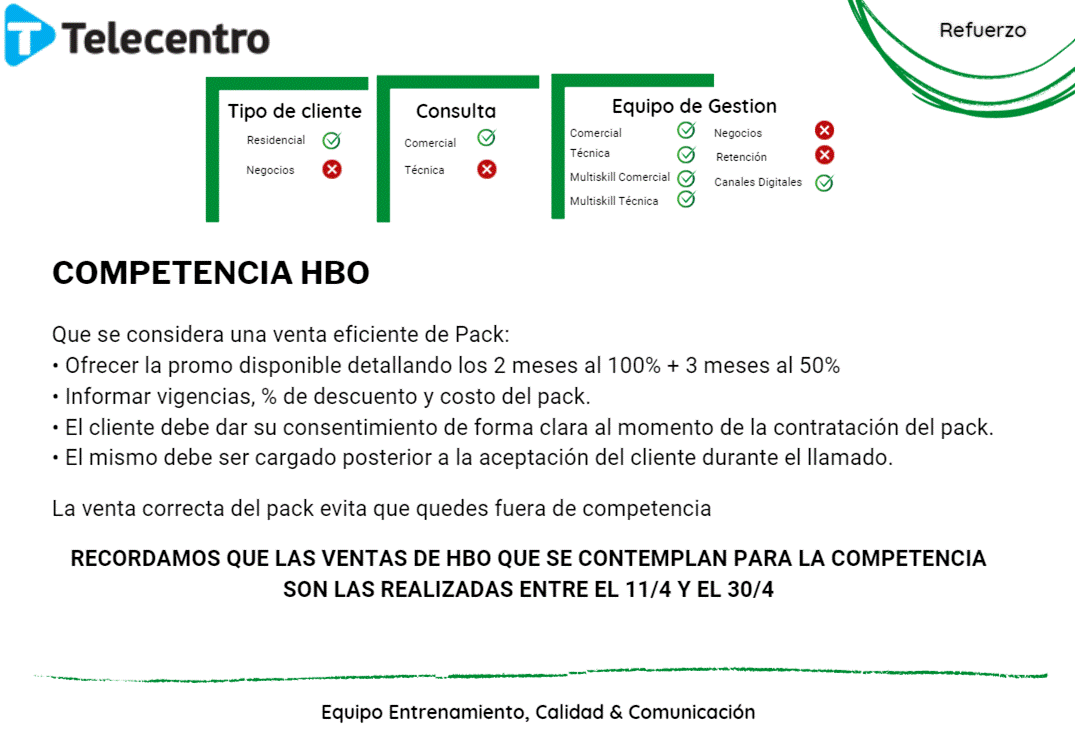 Telecentro
Refuerzo
Tipo de cliente
Residencial
Negocios
Consulta
Comercial
Técnica
Equipo de Gestion
Comercial
Técnica
Multiskill Comercial
Multiskill Técnica
Negocios
Retención
Canales Digitales
COMPETENCIA HBO
Que se considera una venta eficiente de Pack:
• Ofrecer la promo disponible detallando los 2 meses al 100% + 3 meses al 50%
• Informar vigencias, % de descuento y costo del pack.
• El cliente debe dar su consentimiento de forma clara al momento de la contratación del pack.
• El mismo debe ser cargado posterior a la aceptación del cliente durante el llamado.
La venta correcta del pack evita que quedes fuera de competencia
RECORDAMOS QUE LAS VENTAS DE HBO QUE SE CONTEMPLAN PARA LA COMPETENCIA
SON LAS REALIZADAS ENTRE EL 11/4 Y EL 30/4
Equipo Entrenamiento, Calidad & Comunicación